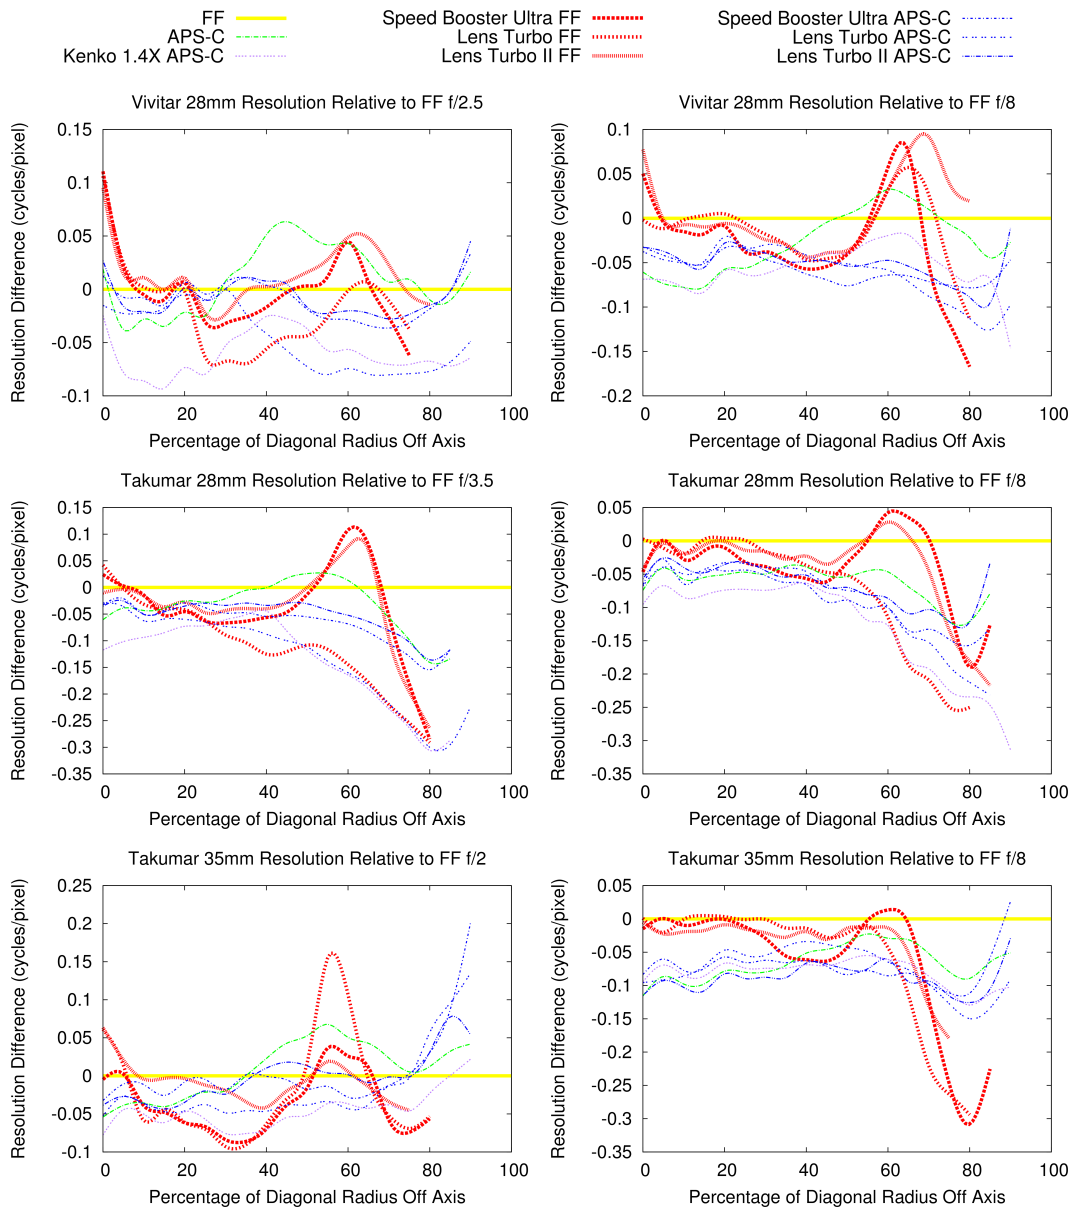 FF
APS-C
Kenko 1.4X APS-C
Speed Booster Ultra FF
Lens Turbo FF
Lens Turbo II FF
Speed Booster Ultra APS-C
Lens Turbo APS-C
Lens Turbo II APS-C
Vivitar 28mm Resolution Relative to FF f/2.5
Resolution Difference (cycles/pixel)
0.15
0.1
0.05
0
-0.05
-0.1
0 20 40 60 80 100
Percentage of Diagonal Radius Off Axis
Vivitar 28mm Resolution Relative to FF f/8
Resolution Difference (cycles/pixel)
0.1
0.05
0
-0.05
-0.1
-0.15
-0.2
0 20 40 60 80 100
Percentage of Diagonal Radius Off Axis
Takumar 28mm Resolution Relative to FF f/3.5
Resolution Difference (cycles/pixel)
0.15
0.1
0.05
0
-0.05
-0.1
-0.15
-0.2
-0.25
-0.3
-0.35
0 20 40 60 80 100
Percentage of Diagonal Radius Off Axis
Takumar 28mm Resolution Relative to FF f/8
Resolution Difference (cycles/pixel)
0.05
0
-0.05
-0.1
-0.15
-0.2
-0.25
-0.3
-0.35
0 20 40 60 80 100
Percentage of Diagonal Radius Off Axis
Takumar 35mm Resolution Relative to FF f/2
Resolution Difference (cycles/pixel)
0.25
0.2
0.15
0.1
0.05
0
-0.05
-0.1
0 20 40 60 80 100
Percentage of Diagonal Radius Off Axis
Takumar 35mm Resolution Relative to FF f/8
Resolution Difference (cycles/pixel)
0.05
0
-0.05
-0.1
-0.15
-0.2
-0.25
-0.3
-0.35
0 20 40 60 80 100
Percentage of Diagonal Radius Off Axis